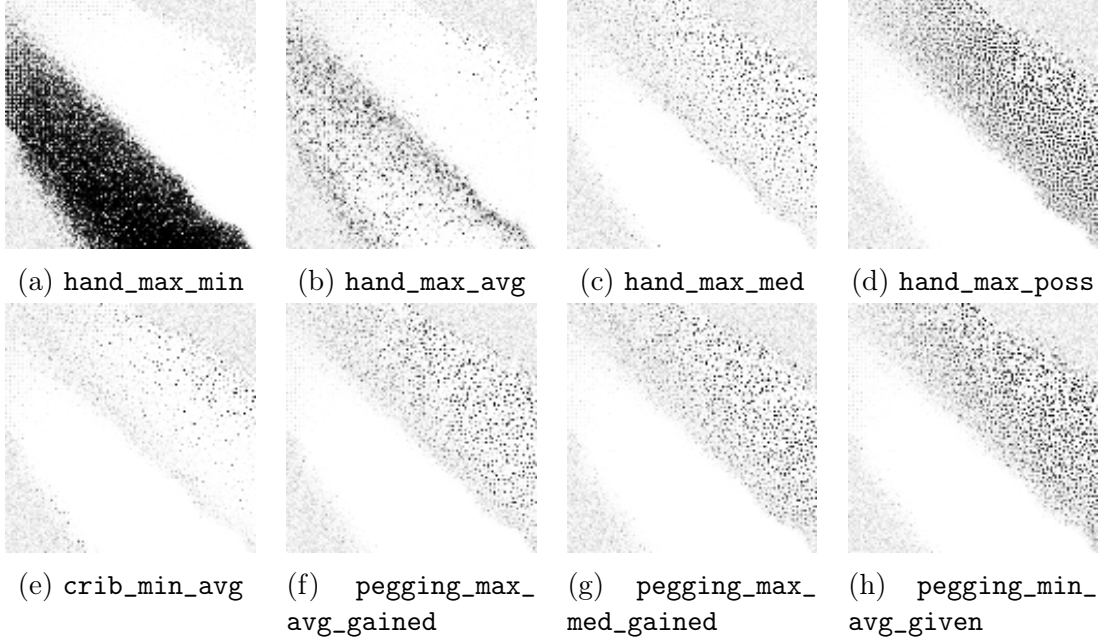 (a) hand_max_min
(b) hand_max_avg
(c) hand_max_med
(d) hand_max_poss
(e) crib_min_avg
(f) pegging_max_
avg_gained
(g) pegging_max_
med_gained
(h) pegging_min_
avg_given